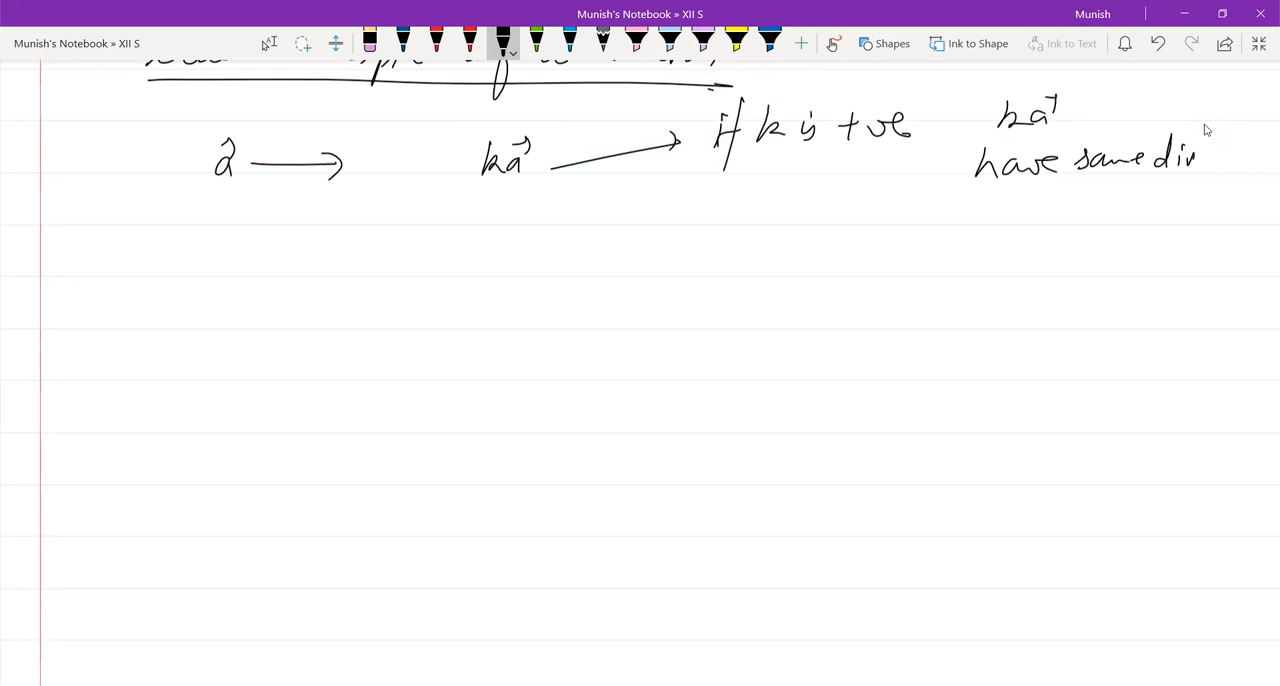 Munish's Notebook » XII S
Munish
Munish's Notebook » XII S
Shapes
Ink to Shape
Ink to Text
a⃗
ka⃗
if k is +ve
ka⃗
have same dir